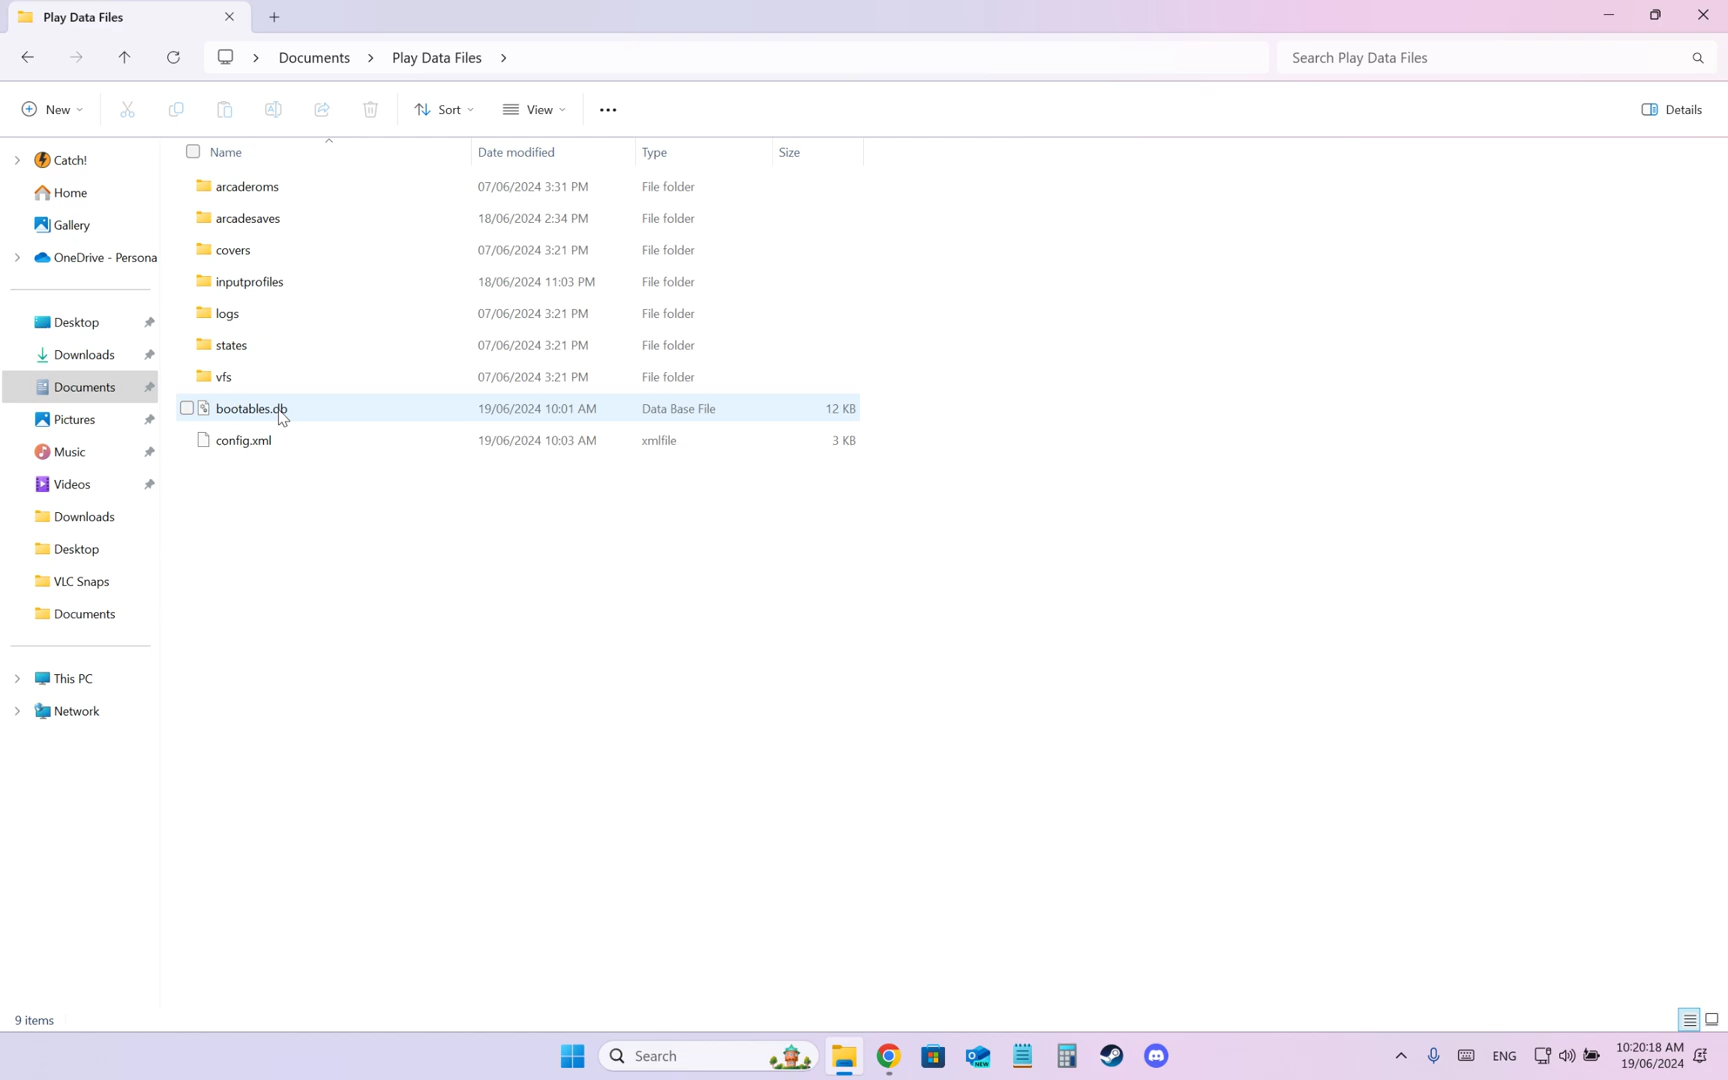 Play Data Files
Documents > Play Data Files >
Search Play Data Files
New
Sort
View
Details
Name Date modified Type Size
Catch!
Home
Gallery
OneDrive - Persona
Desktop
Downloads
Documents
Pictures
Music
Videos
Downloads
Desktop
VLC Snaps
Documents
This PC
Network
arcaderoms 07/06/2024 3:31 PM File folder
arcadesaves 18/06/2024 2:34 PM File folder
covers 07/06/2024 3:21 PM File folder
inputprofiles 18/06/2024 11:03 PM File folder
logs 07/06/2024 3:21 PM File folder
states 07/06/2024 3:21 PM File folder
vfs 07/06/2024 3:21 PM File folder
bootables.db 19/06/2024 10:01 AM Data Base File 12 KB
config.xml 19/06/2024 10:03 AM xmlfile 3 KB
9 items
Search
NEW
ENG
10:20:18 AM
19/06/2024